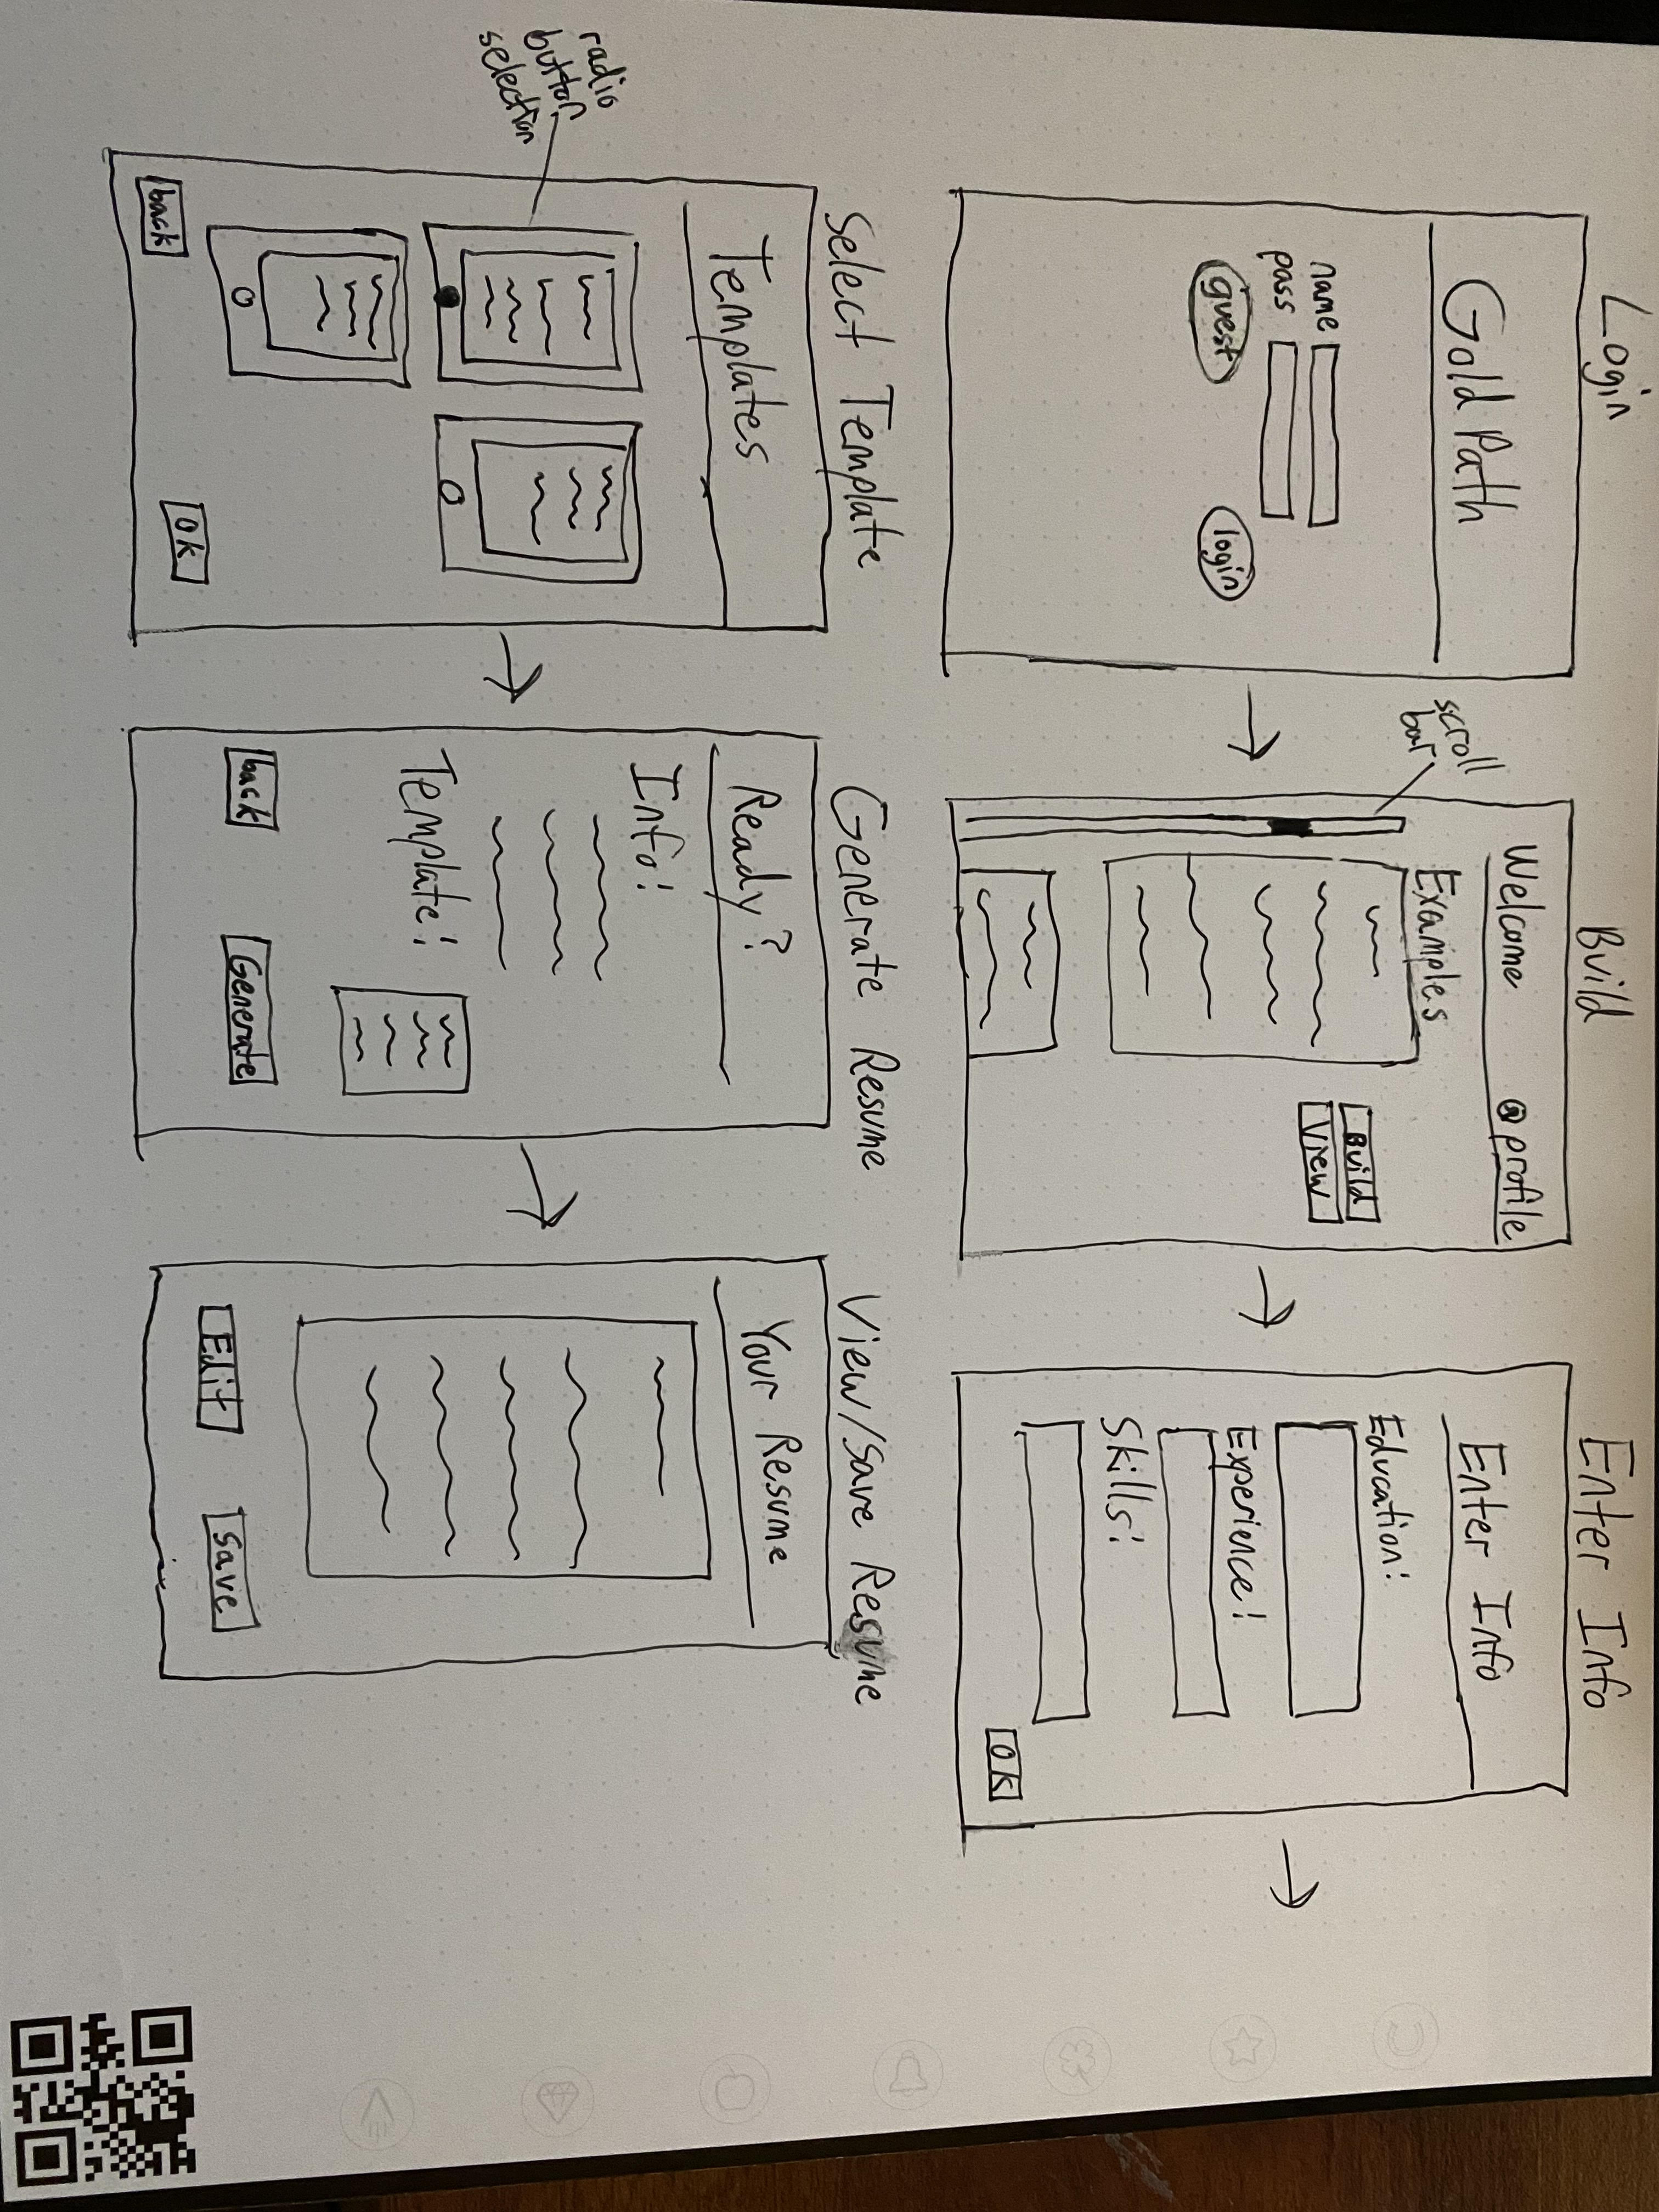 Login
Gold Path
name
pass
guest
login
Build
scroll
bar
Welcome
@profile
Examples
Build
View
Enter Info
Enter Info
Education:
Experience:
Skills:
OK
Select Template
Templates
radio
button
selection
back
OK
Generate Resume
Ready?
Info:
Template:
back
Generate
View/Save Resume
Your Resume
Edit
Save